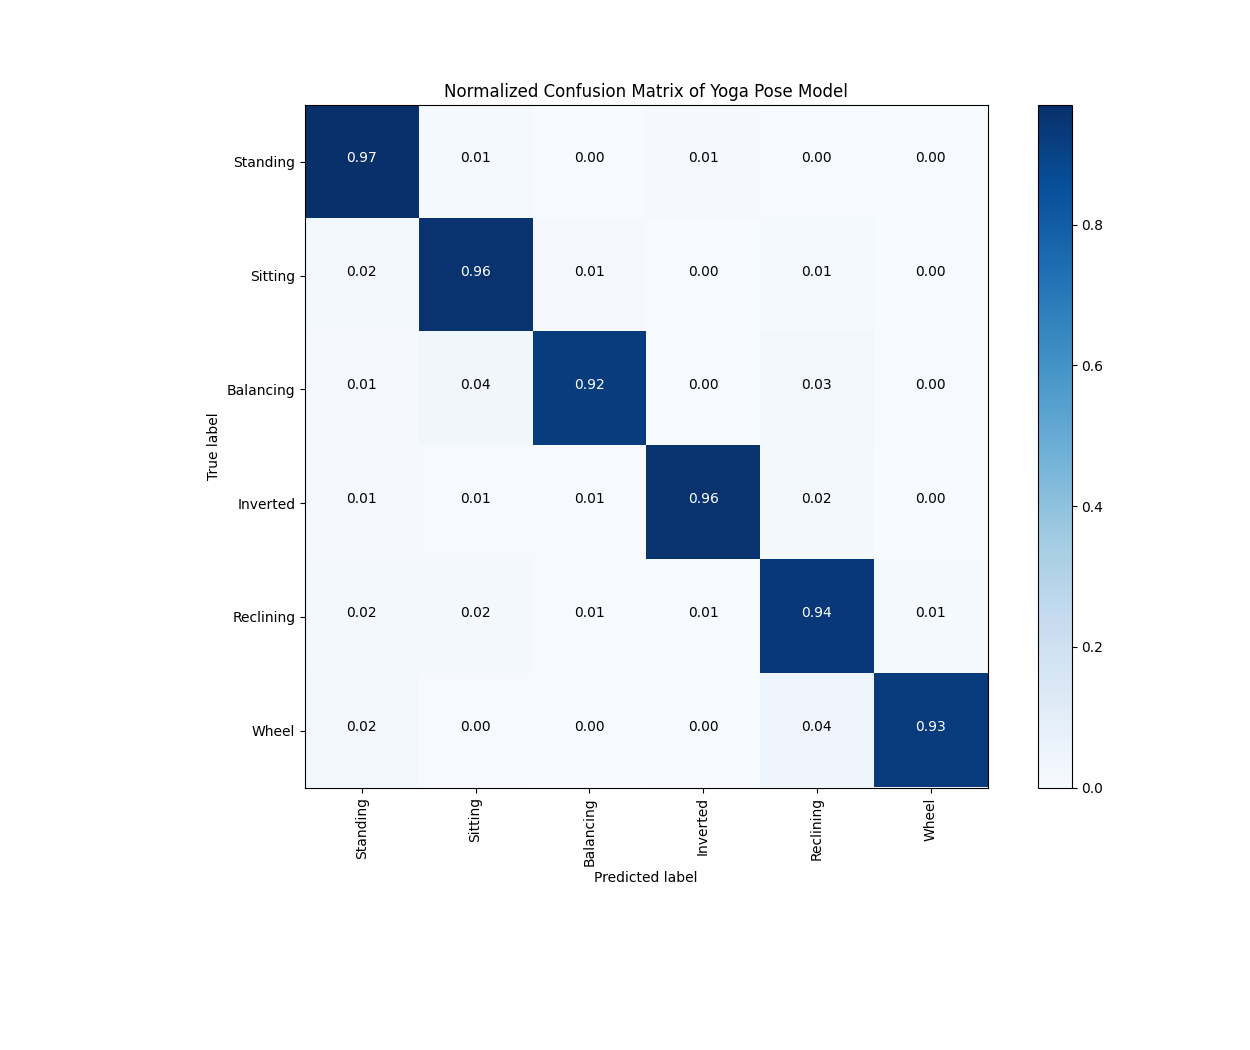 Normalized Confusion Matrix of Yoga Pose Model
Standing 0.97 0.01 0.00 0.01 0.00 0.00
Sitting 0.02 0.96 0.01 0.00 0.01 0.00
Balancing 0.01 0.04 0.92 0.00 0.03 0.00
Inverted 0.01 0.01 0.01 0.96 0.02 0.00
Reclining 0.02 0.02 0.01 0.01 0.94 0.01
Wheel 0.02 0.00 0.00 0.00 0.04 0.93
True label
Standing Sitting Balancing Inverted Reclining Wheel
Predicted label
0.8
0.6
0.4
0.2
0.0